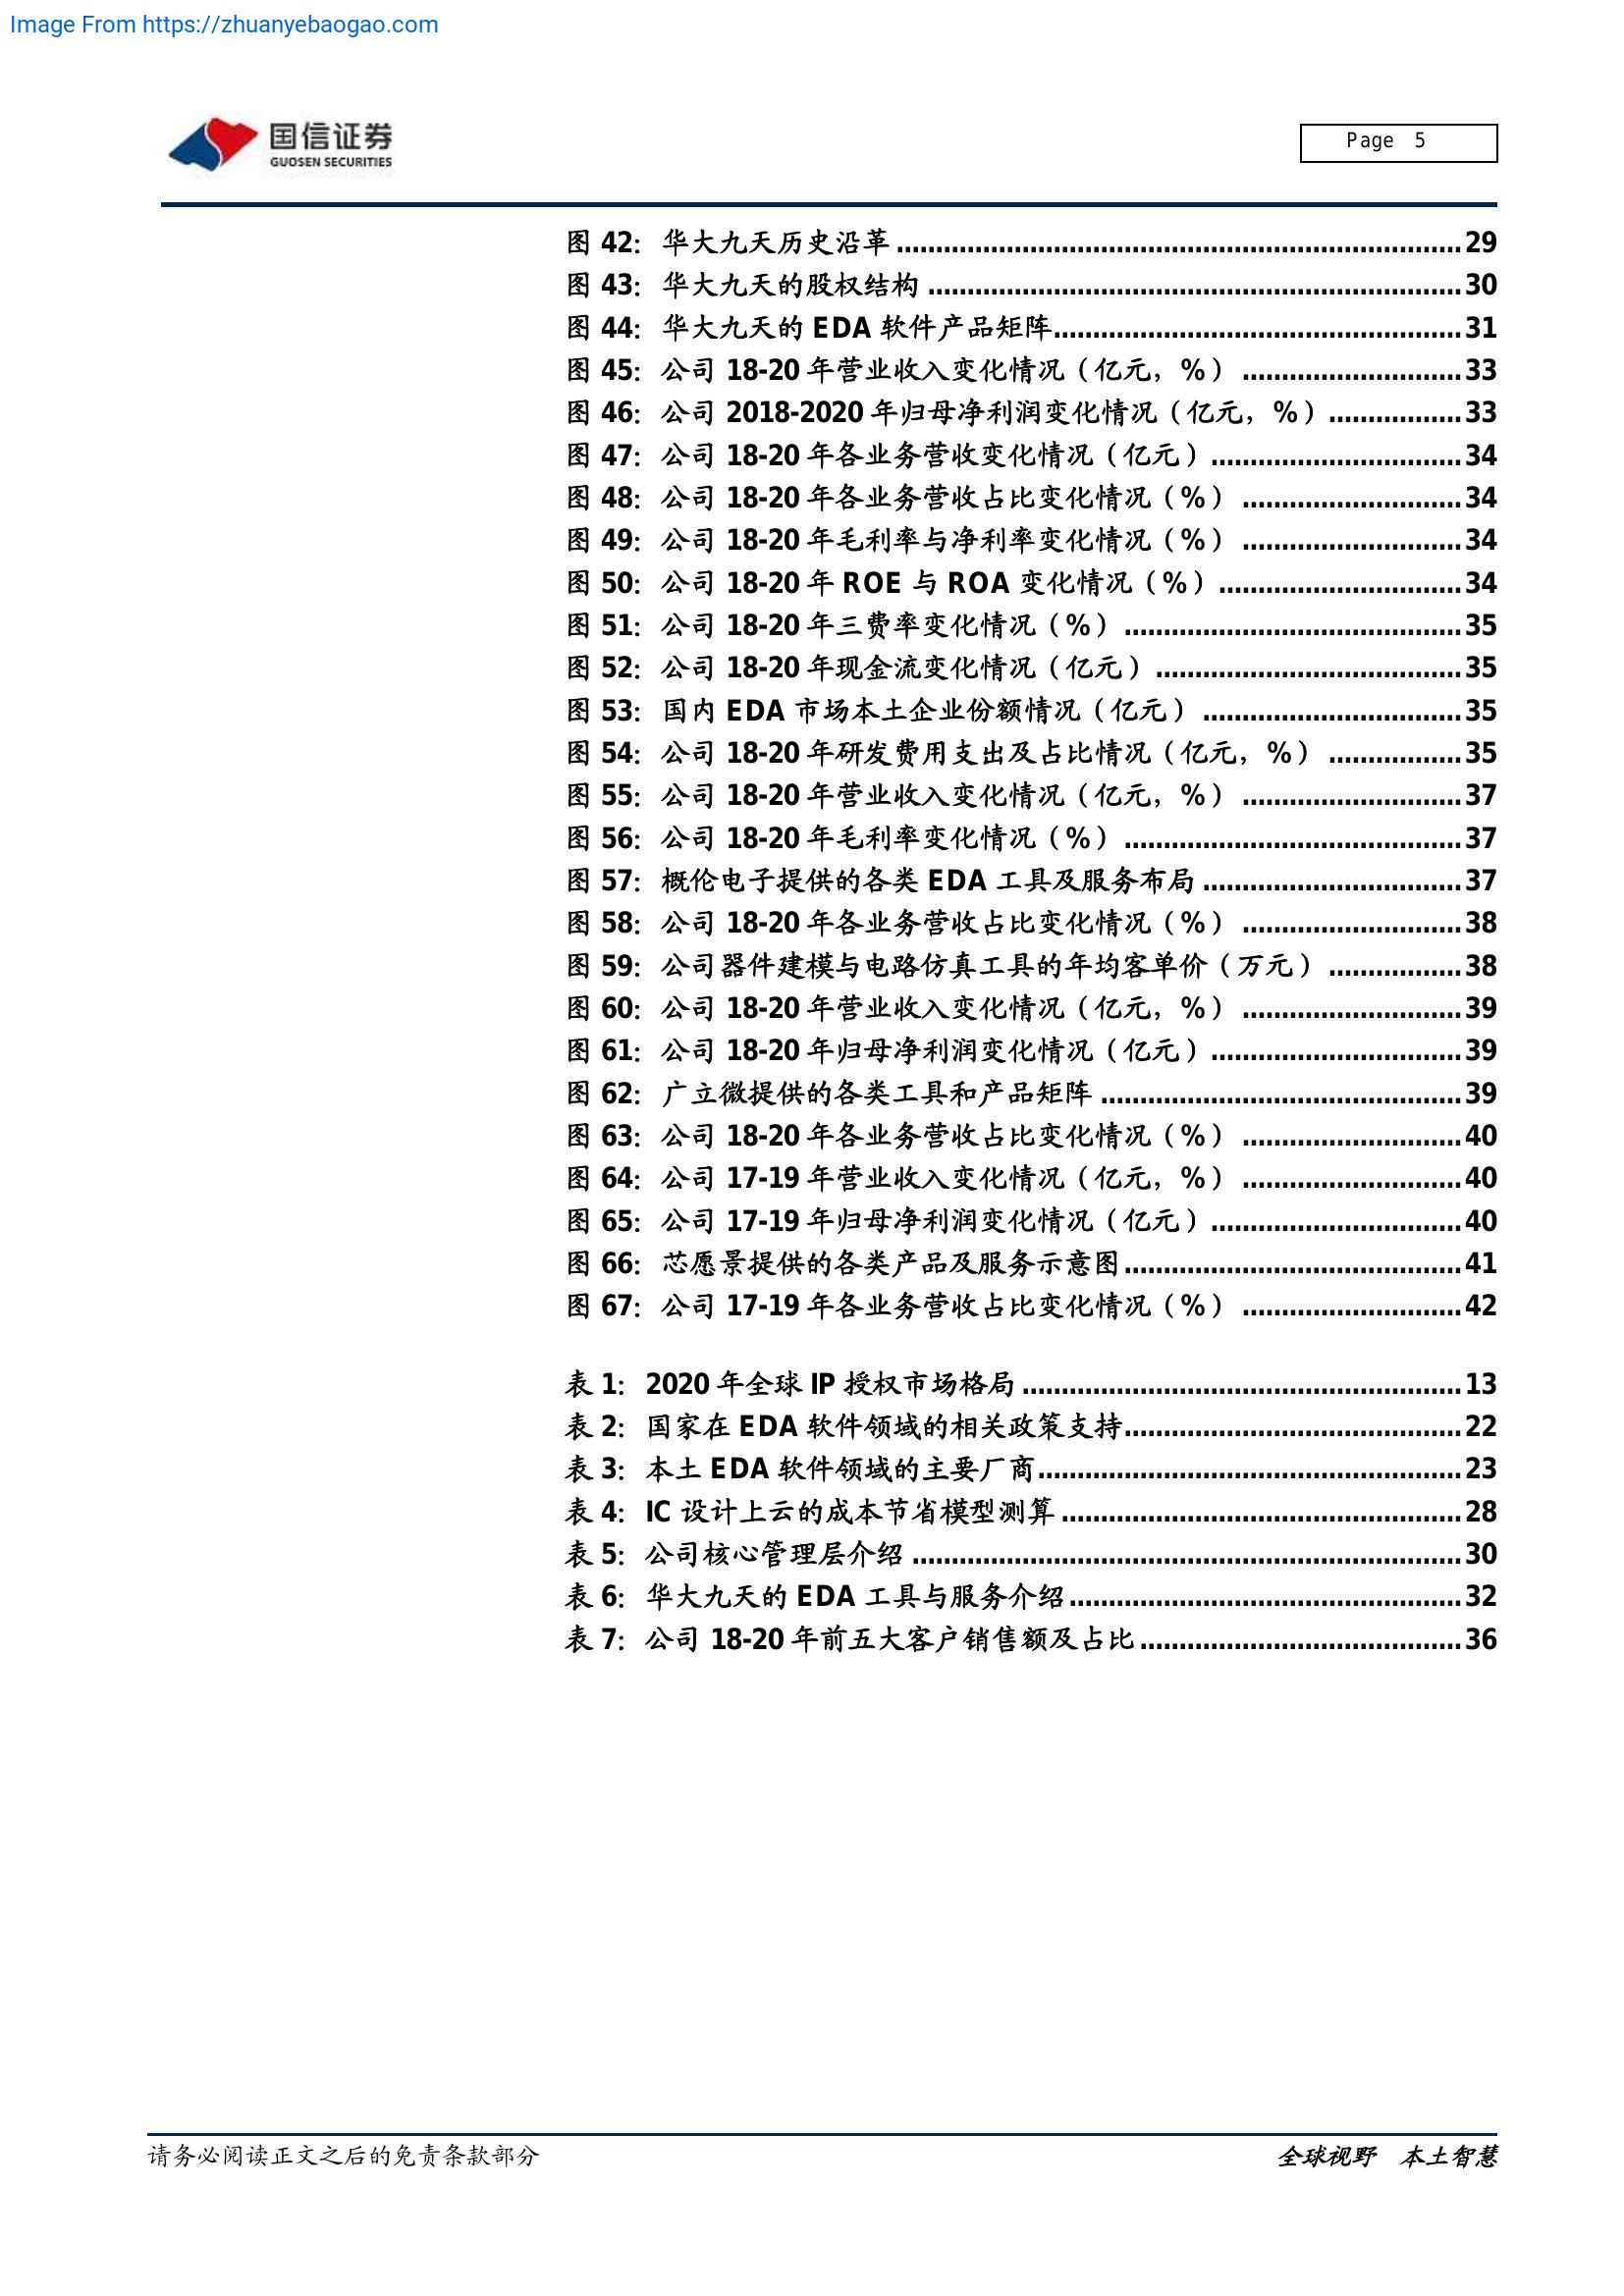 Image From https://zhuanyebaogao.com
国信证券
GUOSEN SECURITIES
Page 5
图 42：华大九天历史沿革......29
图 43：华大九天的股权结构......30
图 44：华大九天的 EDA 软件产品矩阵......31
图 45：公司 18-20 年营业收入变化情况（亿元，%）......33
图 46：公司 2018-2020 年归母净利润变化情况（亿元，%）......33
图 47：公司 18-20 年各业务营收变化情况（亿元）......34
图 48：公司 18-20 年各业务营收占比变化情况（%）......34
图 49：公司 18-20 年毛利率与净利率变化情况（%）......34
图 50：公司 18-20 年 ROE 与 ROA 变化情况（%）......34
图 51：公司 18-20 年三费率变化情况（%）......35
图 52：公司 18-20 年现金流变化情况（亿元）......35
图 53：国内 EDA 市场本土企业份额情况（亿元）......35
图 54：公司 18-20 年研发费用支出及占比情况（亿元，%）......35
图 55：公司 18-20 年营业收入变化情况（亿元，%）......37
图 56：公司 18-20 年毛利率变化情况（%）......37
图 57：概伦电子提供的各类 EDA 工具及服务布局......37
图 58：公司 18-20 年各业务营收占比变化情况（%）......38
图 59：公司器件建模与电路仿真工具的年均客单价（万元）......38
图 60：公司 18-20 年营业收入变化情况（亿元，%）......39
图 61：公司 18-20 年归母净利润变化情况（亿元）......39
图 62：广立微提供的各类工具和产品矩阵......39
图 63：公司 18-20 年各业务营收占比变化情况（%）......40
图 64：公司 17-19 年营业收入变化情况（亿元，%）......40
图 65：公司 17-19 年归母净利润变化情况（亿元）......40
图 66：芯愿景提供的各类产品及服务示意图......41
图 67：公司 17-19 年各业务营收占比变化情况（%）......42
表 1：2020 年全球 IP 授权市场格局......13
表 2：国家在 EDA 软件领域的相关政策支持......22
表 3：本土 EDA 软件领域的主要厂商......23
表 4：IC 设计上云的成本节省模型测算......28
表 5：公司核心管理层介绍......30
表 6：华大九天的 EDA 工具与服务介绍......32
表 7：公司 18-20 年前五大客户销售额及占比......36
请务必阅读正文之后的免责条款部分
全球视野 本土智慧